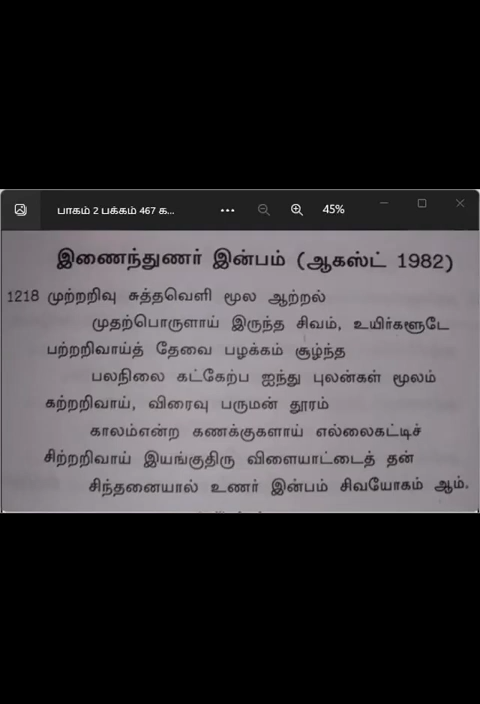 பாகம் 2 பக்கம் 467 க...
45%
இணைந்துணர் இன்பம் (ஆகஸ்ட் 1982)
1218 முற்றறிவு சுத்தவெளி மூல ஆற்றல்
முதற்பொருளாய் இருந்த சிவம், உயிர்களூடே
பற்றறிவாய்த் தேவை பழக்கம் சூழ்ந்த
பலநிலை கட்கேற்ப ஐந்து புலன்கள் மூலம்
கற்றறிவாய், விரைவு பருமன் தூரம்
காலம்என்ற கணக்குகளாய் எல்லைகட்டிச்
சிற்றறிவாய் இயங்குதிரு விளையாட்டைத் தன்
சிந்தனையால் உணர் இன்பம் சிவயோகம் ஆம்.